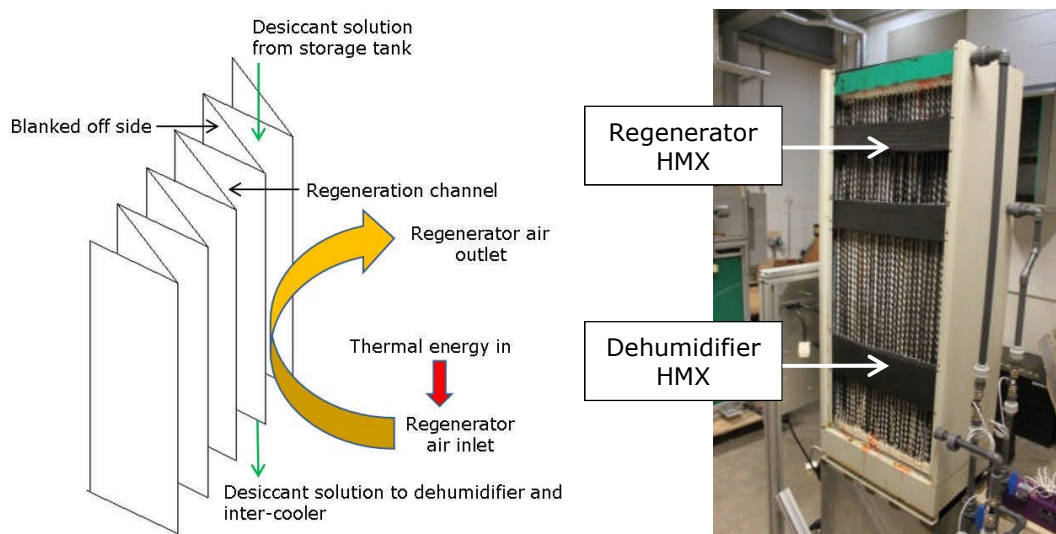 Desiccant solution
from storage tank
Blanked off side
Regeneration channel
Regenerator air
outlet
Thermal energy in
Regenerator
air inlet
Desiccant solution to dehumidifier and
inter-cooler
Regenerator
HMX
Dehumidifier
HMX